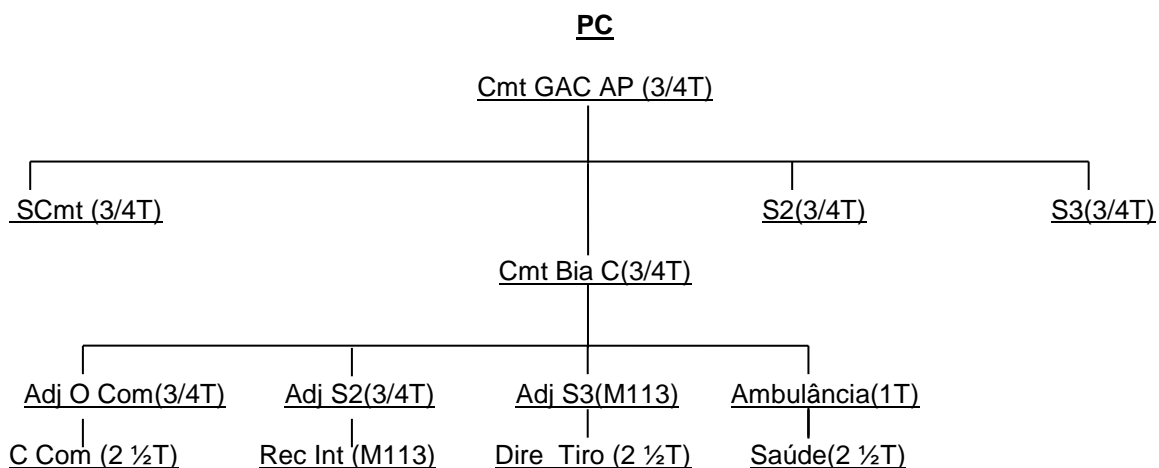 PC
Cmt GAC AP (3/4T)
SCmt (3/4T) S2(3/4T) S3(3/4T)
Cmt Bia C(3/4T)
Adj O Com(3/4T) Adj S2(3/4T) Adj S3(M113) Ambulância(1T)
C Com (2 ½T) Rec Int (M113) Dire Tiro (2 ½T) Saúde(2 ½T)